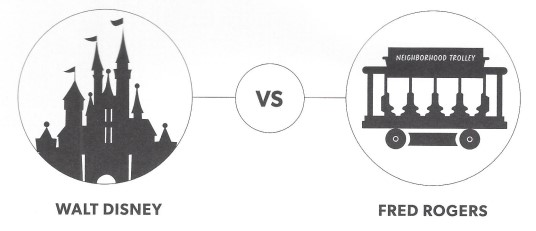 NEIGHBORHOOD TROLLEY
VS
WALT DISNEY
FRED ROGERS